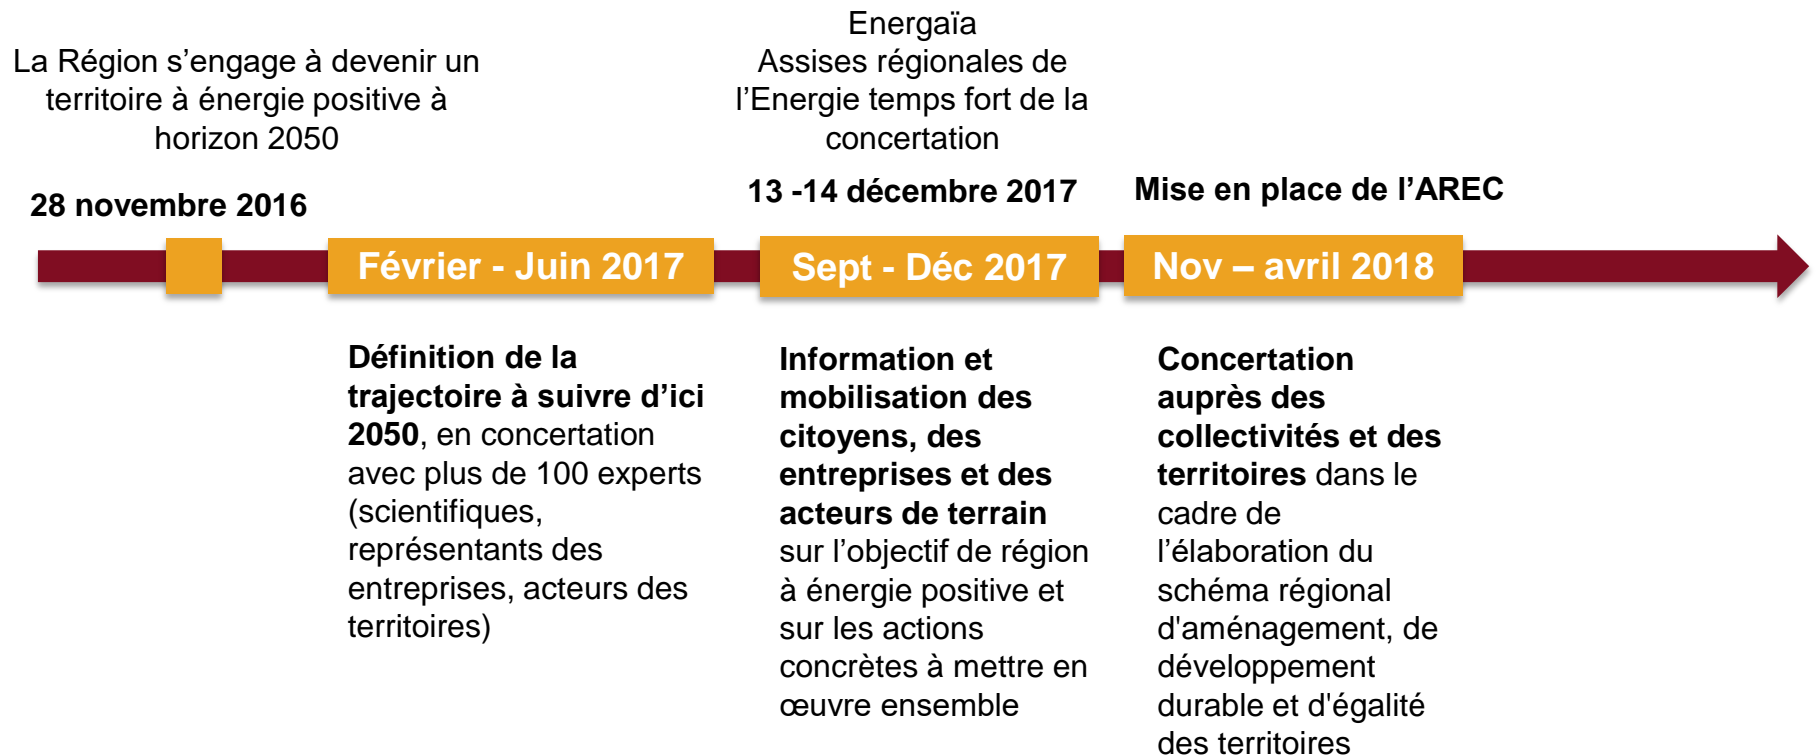 La Région s’engage à devenir un
territoire à énergie positive à
horizon 2050
28 novembre 2016
Energaïa
Assises régionales de
l’Energie temps fort de la
concertation
13 -14 décembre 2017
Mise en place de l’AREC
Février - Juin 2017
Sept - Déc 2017
Nov – avril 2018
Définition de la
trajectoire à suivre d’ici
2050, en concertation
avec plus de 100 experts
(scientifiques,
représentants des
entreprises, acteurs des
territoires)
Information et
mobilisation des
citoyens, des
entreprises et des
acteurs de terrain
sur l’objectif de région
à énergie positive et
sur les actions
concrètes à mettre en
œuvre ensemble
Concertation
auprès des
collectivités et des
territoires dans le
cadre de
l’élaboration du
schéma régional
d'aménagement, de
développement
durable et d'égalité
des territoires